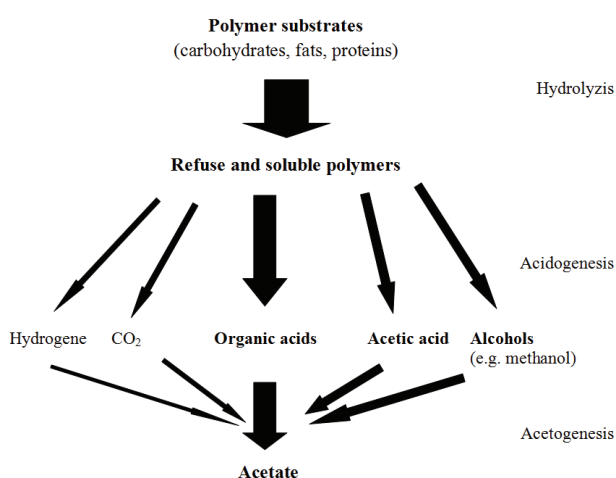 Polymer substrates
(carbohydrates, fats, proteins)
Hydrolyzis
Refuse and soluble polymers
Acidogenesis
Hydrogene CO₂ Organic acids Acetic acid Alcohols
(e.g. methanol)
Acetogenesis
Acetate